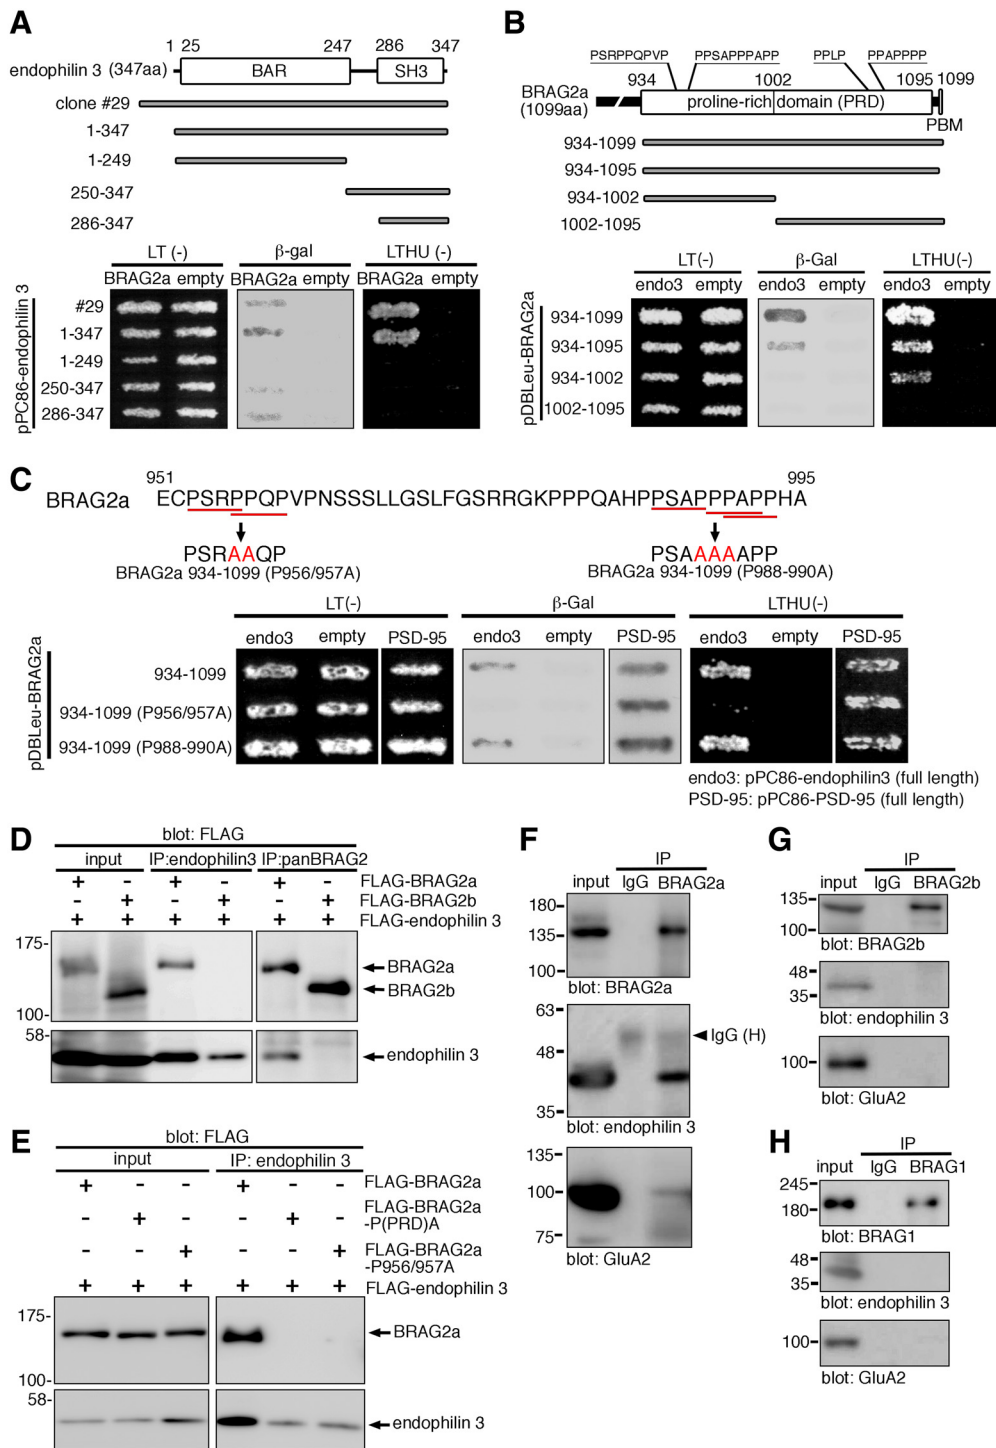 A
1 25 247 286 347
endophilin 3 (347aa) BAR SH3
clone #29
1-347
1-249
250-347
286-347
LT (-) β-gal LTHU (-)
BRAG2a empty BRAG2a empty BRAG2a empty
pPC86-endophilin 3
#29
1-347
1-249
250-347
286-347
B
PSRPPQPVP PPSAPPPAPP PPLP PPAPPPP
934 1002 1095 1099
BRAG2a
(1099aa)
proline-rich domain (PRD)
PBM
934-1099
934-1095
934-1002
1002-1095
LT(-) β-Gal LTHU(-)
endo3 empty endo3 empty endo3 empty
pDBLeu-BRAG2a
934-1099
934-1095
934-1002
1002-1095
C
951 995
BRAG2a ECPSRPPQPVPNSSSLLGSLFGSRRGKPPPQAHPPSAPPPAPPHA
PSRAAQP PSAAAAAPP
BRAG2a 934-1099 (P956/957A) BRAG2a 934-1099 (P988-990A)
LT(-) β-Gal LTHU(-)
endo3 empty PSD-95 endo3 empty PSD-95 endo3 empty PSD-95
pDBLeu-BRAG2a
934-1099
934-1099 (P956/957A)
934-1099 (P988-990A)
endo3: pPC86-endophilin3 (full length)
PSD-95: pPC86-PSD-95 (full length)
D
blot: FLAG
input IP:endophilin3 IP:panBRAG2
+ - + - + - FLAG-BRAG2a
- + - + - + FLAG-BRAG2b
+ + + + + + FLAG-endophilin 3
175-
BRAG2a
BRAG2b
100-
58-
endophilin 3
E
blot: FLAG
input IP: endophilin 3
+ - - + - - FLAG-BRAG2a
- + - - + - FLAG-BRAG2a
-P(PRD)A
- - + - - + FLAG-BRAG2a
-P956/957A
+ + + + + + FLAG-endophilin 3
175-
BRAG2a
100-
58-
endophilin 3
F
IP
input IgG BRAG2a
180
135
100
blot: BRAG2a
63
IgG (H)
48
35
blot: endophilin 3
135
100
75
blot: GluA2
G
IP
input IgG BRAG2b
135
100
blot: BRAG2b
48
35
blot: endophilin 3
100
blot: GluA2
H
IP
input IgG BRAG1
245
180
blot: BRAG1
48
35
blot: endophilin 3
100
blot: GluA2